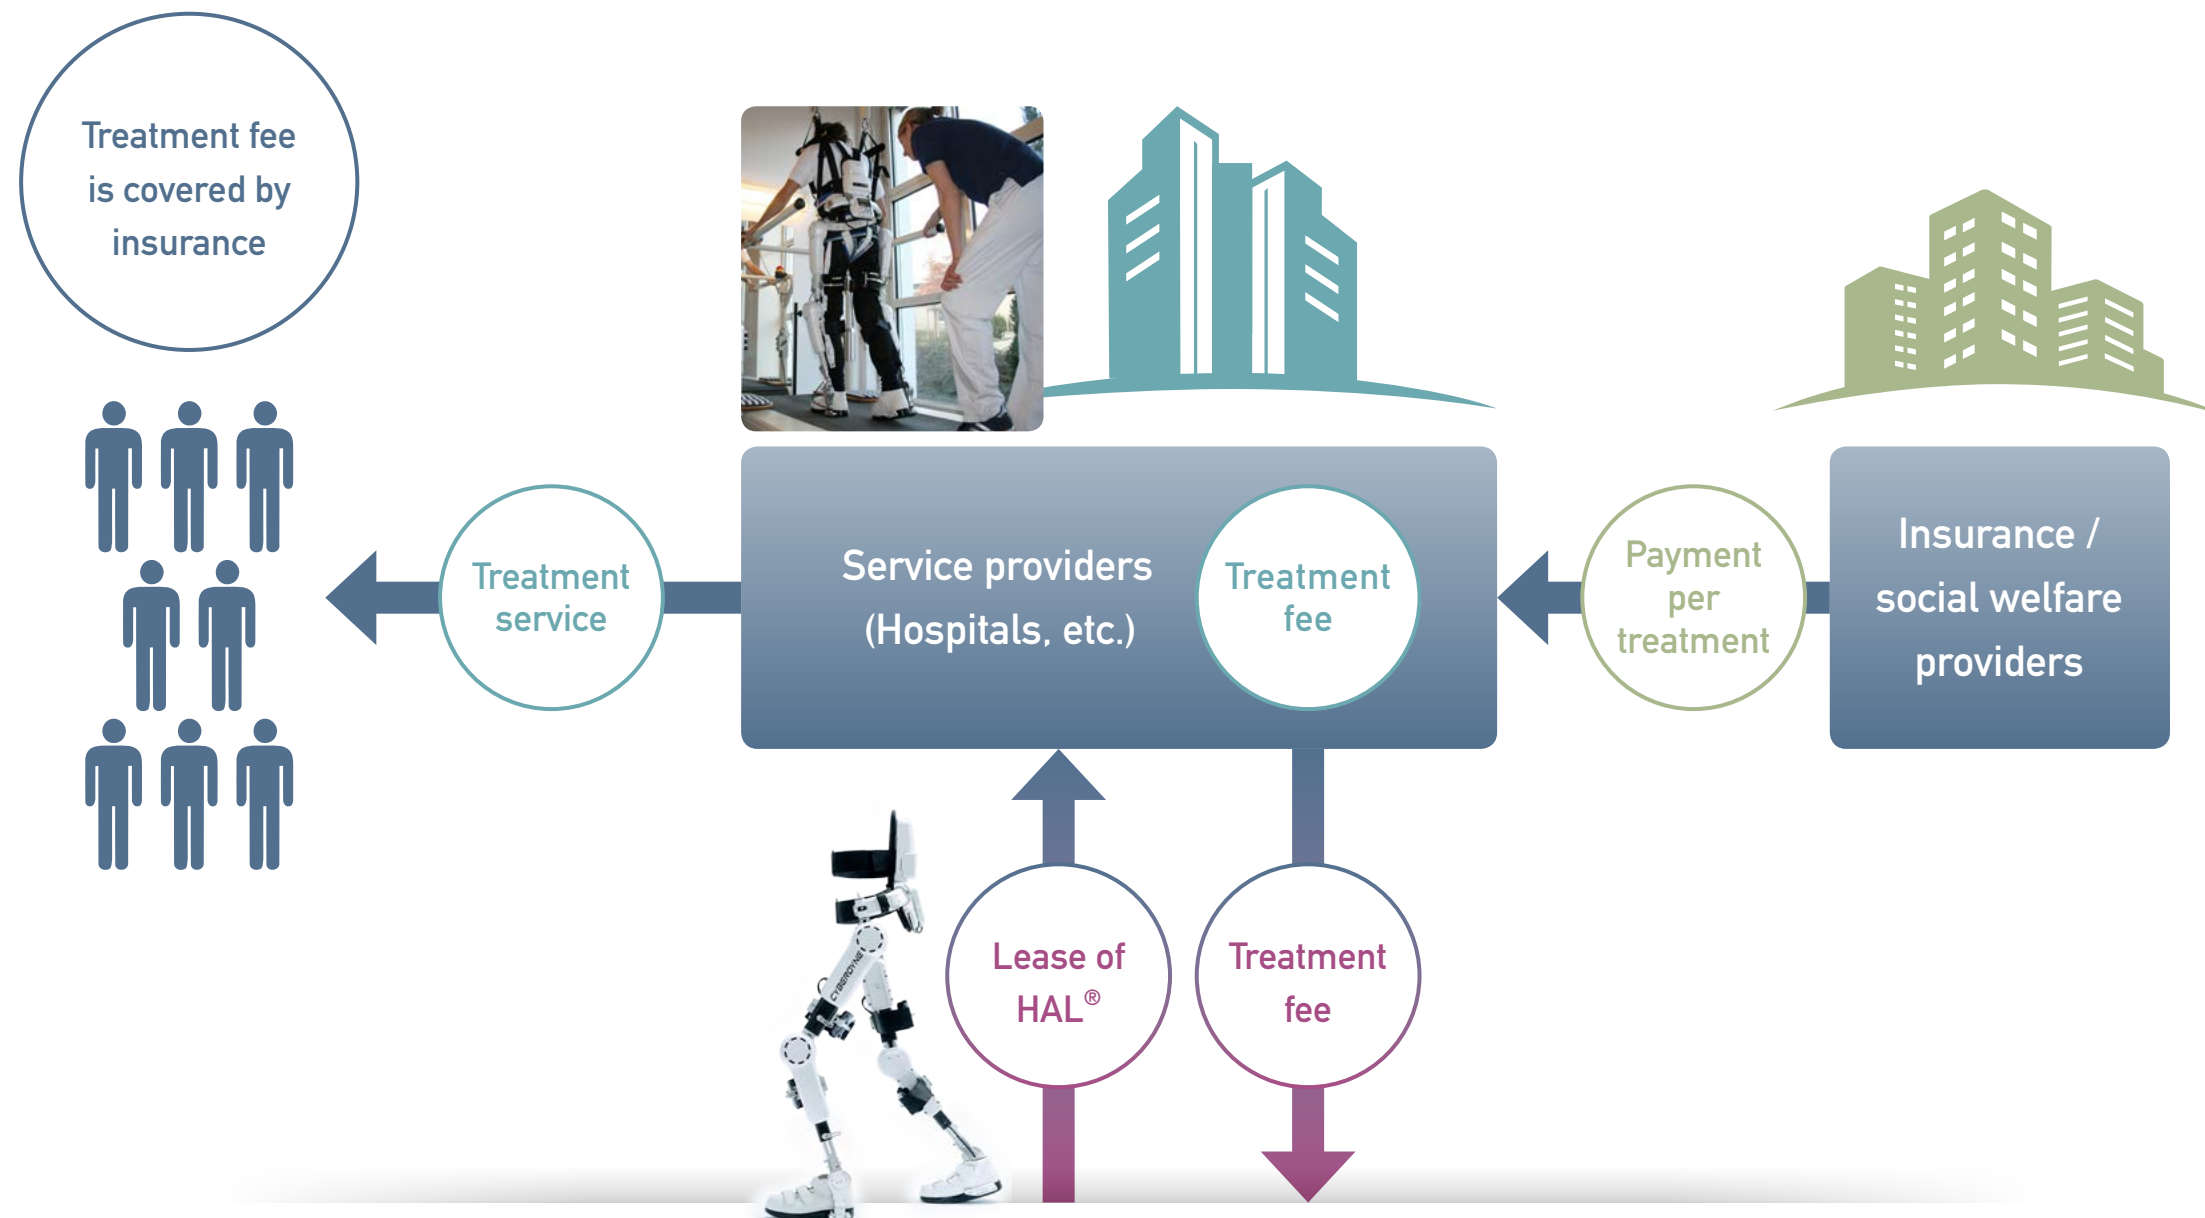 Treatment fee
is covered by
insurance
Treatment
service
Service providers
(Hospitals, etc.)
Treatment
fee
Payment
per
treatment
Insurance /
social welfare
providers
Lease of
HAL®
Treatment
fee
CYBERDYNE